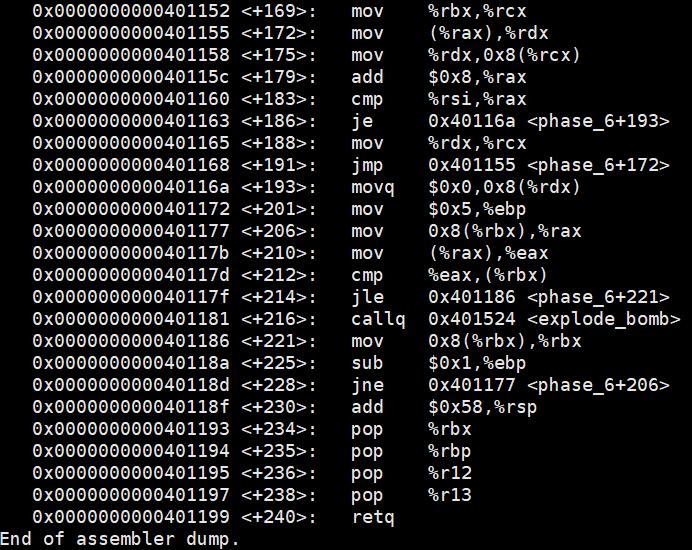 0x0000000000401152 <+169>: mov %rbx,%rcx
0x0000000000401155 <+172>: mov (%rax),%rdx
0x0000000000401158 <+175>: mov %rdx,0x8(%rcx)
0x000000000040115c <+179>: add $0x8,%rax
0x0000000000401160 <+183>: cmp %rsi,%rax
0x0000000000401163 <+186>: je 0x40116a <phase_6+193>
0x0000000000401165 <+188>: mov %rdx,%rcx
0x0000000000401168 <+191>: jmp 0x401155 <phase_6+172>
0x000000000040116a <+193>: movq $0x0,0x8(%rdx)
0x0000000000401172 <+201>: mov $0x5,%ebp
0x0000000000401177 <+206>: mov 0x8(%rbx),%rax
0x000000000040117b <+210>: mov (%rax),%eax
0x000000000040117d <+212>: cmp %eax,(%rbx)
0x000000000040117f <+214>: jle 0x401186 <phase_6+221>
0x0000000000401181 <+216>: callq 0x401524 <explode_bomb>
0x0000000000401186 <+221>: mov 0x8(%rbx),%rbx
0x000000000040118a <+225>: sub $0x1,%ebp
0x000000000040118d <+228>: jne 0x401177 <phase_6+206>
0x000000000040118f <+230>: add $0x58,%rsp
0x0000000000401193 <+234>: pop %rbx
0x0000000000401194 <+235>: pop %rbp
0x0000000000401195 <+236>: pop %r12
0x0000000000401197 <+238>: pop %r13
0x0000000000401199 <+240>: retq
End of assembler dump.